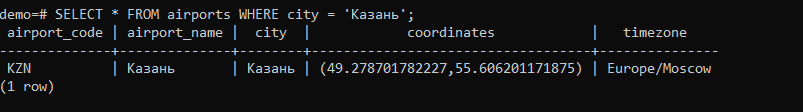 demo=# SELECT * FROM airports WHERE city = 'Казань';
 airport_code | airport_name |  city  |            coordinates            |   timezone
--------------+--------------+--------+-----------------------------------+---------------
 KZN          | Казань       | Казань | (49.278701782227,55.606201171875) | Europe/Moscow
(1 row)